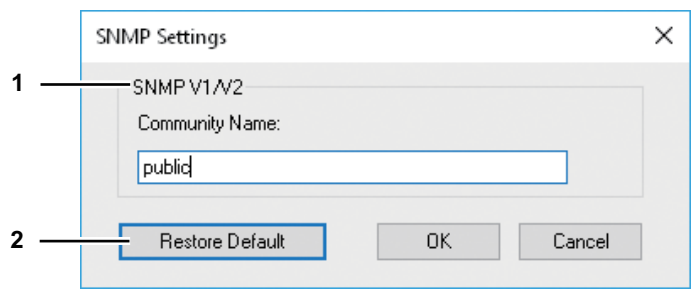 SNMP Settings
1
SNMP V1/V2
Community Name:
public
2
Restore Default
OK
Cancel